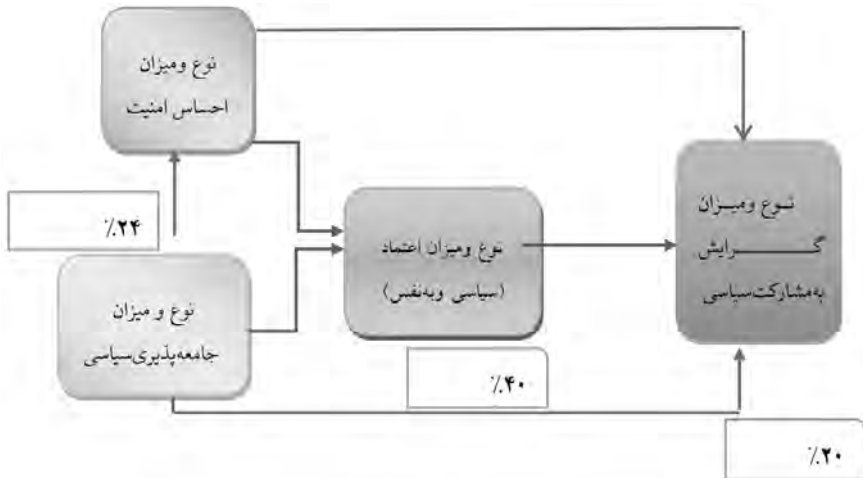 نوع ومیزان
احساس امنیت
٪۲۴
نوع ومیزان اعتماد
(سیاسی وبه‌نفس)
نوع ومیزان
گرایش
به‌مشارکت‌سیاسی
نوع و میزان
جامعه‌پذیری‌سیاسی
٪۴۰
٪۲۰